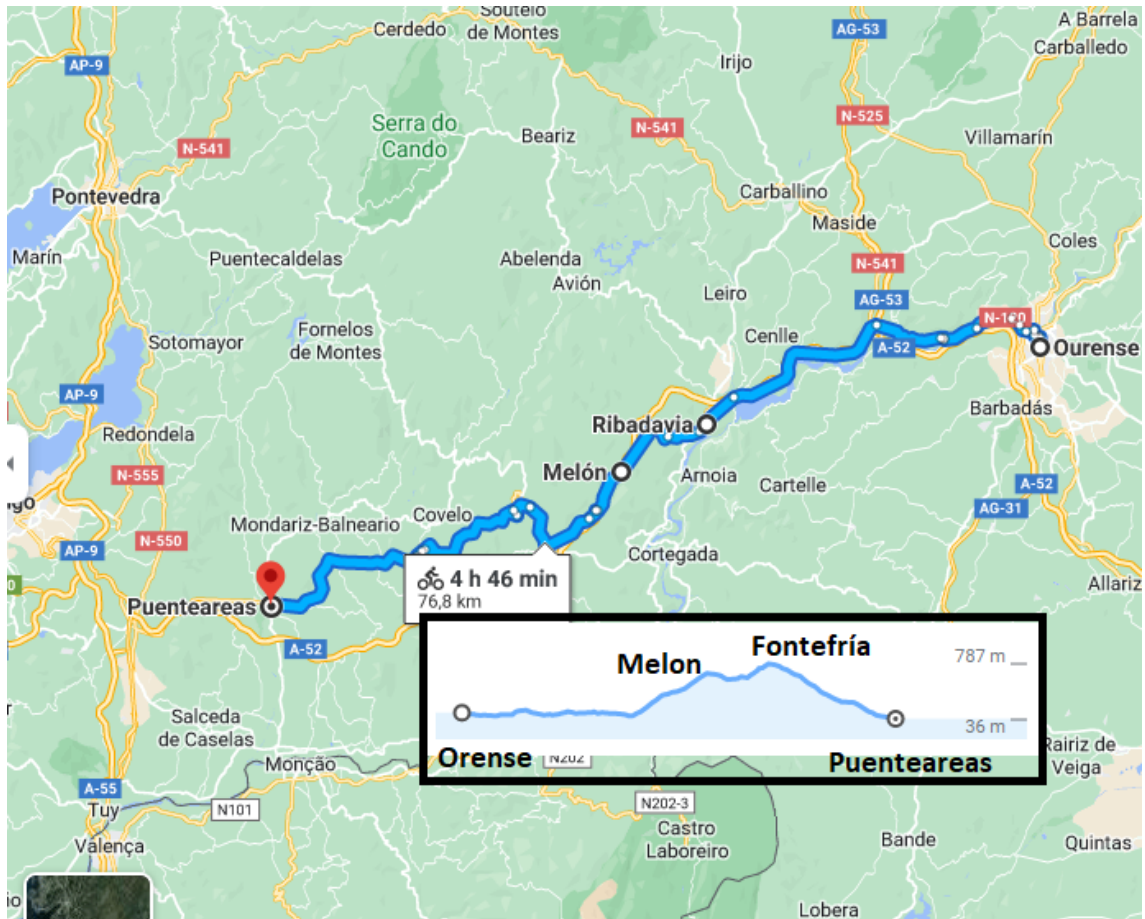 Souteio
de Montes
Cerdedo
A Barrela
Carballedo
AG-53
AP-9
Irijo
Serra do
Cando
Beariz
N-541
N-525
Villamarín
N-541
Pontevedra
Carballino
Maside
Marín
Puentecaldelas
Abelenda
Avión
Coles
N-541
Leiro
AG-53
Fornelos
de Montes
Sotomayor
Cenlle
N-120
A-52
Ourense
AP-9
Barbadás
Redondela
Ribadavia
N-555
Melón
Arnoia
Cartelle
A-52
go
AG-31
Mondariz-Balneario
Covelo
N-550
AP-9
Cortegada
4 h 46 min
76,8 km
Allariz
0
Puenteareas
A-52
Melon
Fontefría
787 m
36 m
Orense
Puenteareas
Salceda
de Caselas
Monção
N202
Rairiz de
Veiga
A-55
Tuy
N101
N202-3
Valença
Castro
Laboreiro
Bande
Quintas
io
Lobera